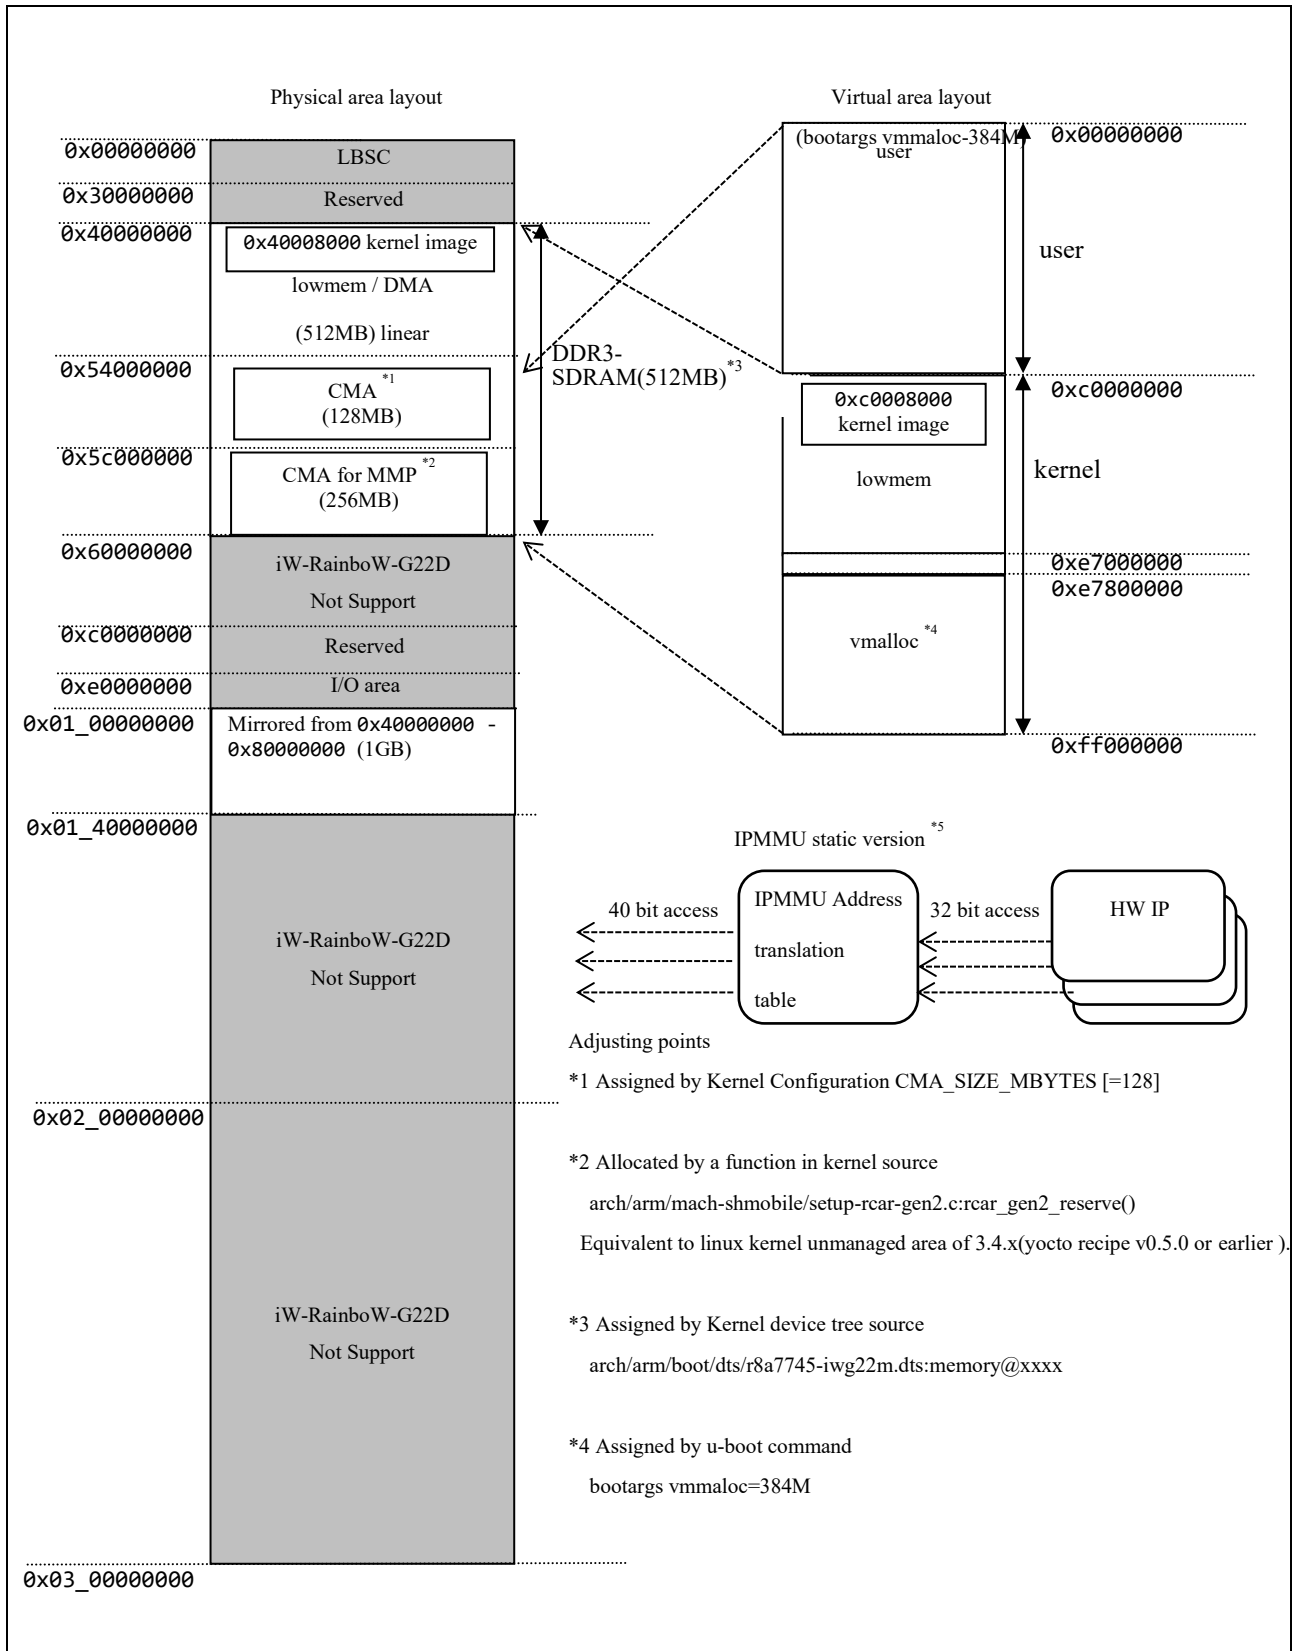 Physical area layout
0x00000000
LBSC
0x30000000
Reserved
0x40000000
0x40008000 kernel image
lowmem / DMA
(512MB) linear
DDR3-
SDRAM(512MB) *3
0x54000000
CMA *1
(128MB)
0x5c000000
CMA for MMP *2
(256MB)
0x60000000
iW-RainboW-G22D
Not Support
0xc0000000
Reserved
0xe0000000
I/O area
0x01_00000000
Mirrored from 0x40000000 -
0x80000000 (1GB)
0x01_40000000
iW-RainboW-G22D
Not Support
0x02_00000000
iW-RainboW-G22D
Not Support
0x03_00000000
Virtual area layout
(bootargs vmmaloc-384M)
user
0x00000000
user
0xc0000000
0xc0008000
kernel image
lowmem
kernel
0xe7000000
0xe7800000
vmalloc *4
0xff000000
IPMMU static version *5
40 bit access
IPMMU Address
translation
table
32 bit access
HW IP
Adjusting points
*1 Assigned by Kernel Configuration CMA_SIZE_MBYTES [=128]
*2 Allocated by a function in kernel source
arch/arm/mach-shmobile/setup-rcar-gen2.c:rcar_gen2_reserve()
Equivalent to linux kernel unmanaged area of 3.4.x(yocto recipe v0.5.0 or earlier ).
*3 Assigned by Kernel device tree source
arch/arm/boot/dts/r8a7745-iwg22m.dts:memory@xxxx
*4 Assigned by u-boot command
bootargs vmmaloc=384M